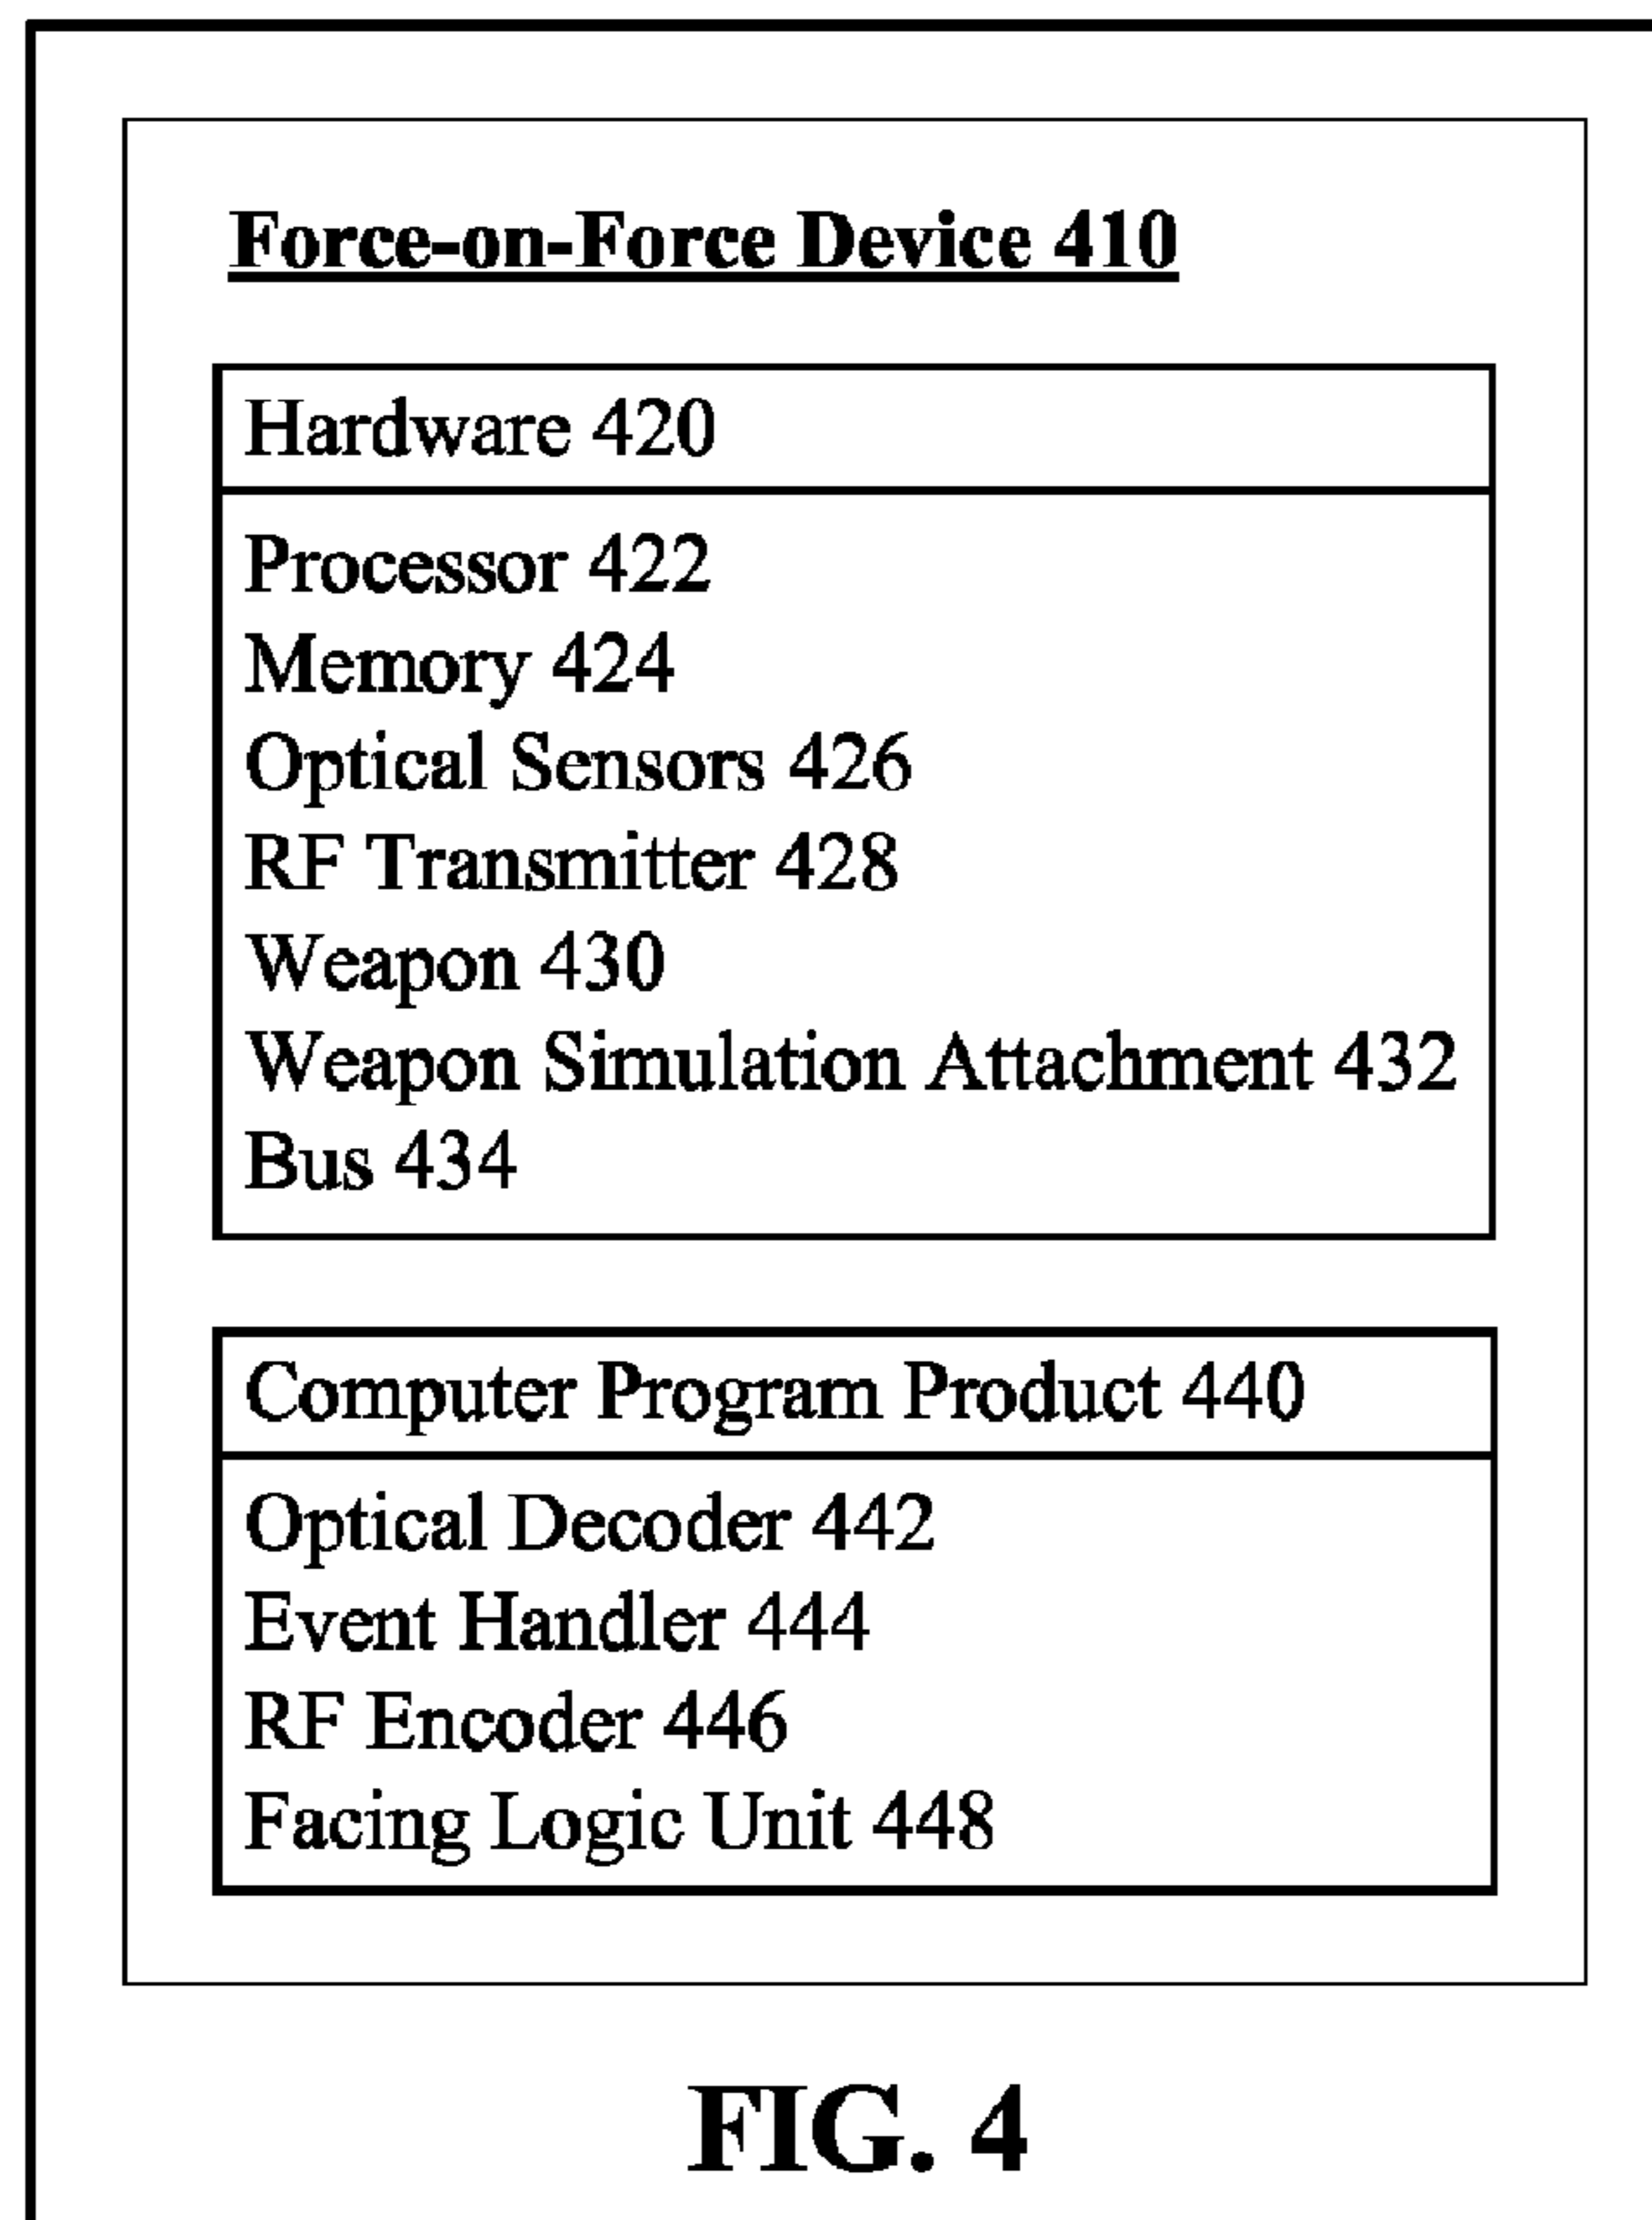 Force-on-Force Device 410
Hardware 420
Processor 422
Memory 424
Optical Sensors 426
RF Transmitter 428
Weapon 430
Weapon Simulation Attachment 432
Bus 434
Computer Program Product 440
Optical Decoder 442
Event Handler 444
RF Encoder 446
Facing Logic Unit 448
FIG. 4